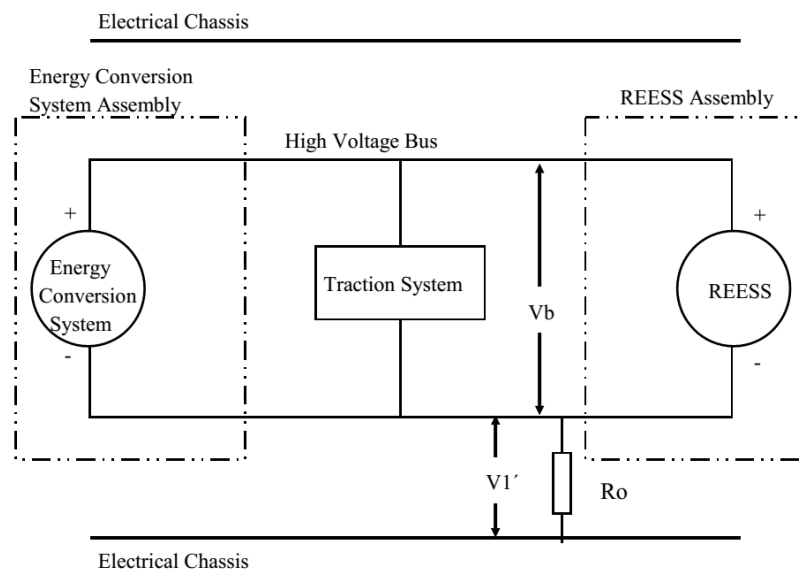 Electrical Chassis
Energy Conversion
System Assembly
REESS Assembly
High Voltage Bus
+
+
Energy
Conversion
System
Traction System
Vb
REESS
-
-
V1´
Ro
Electrical Chassis